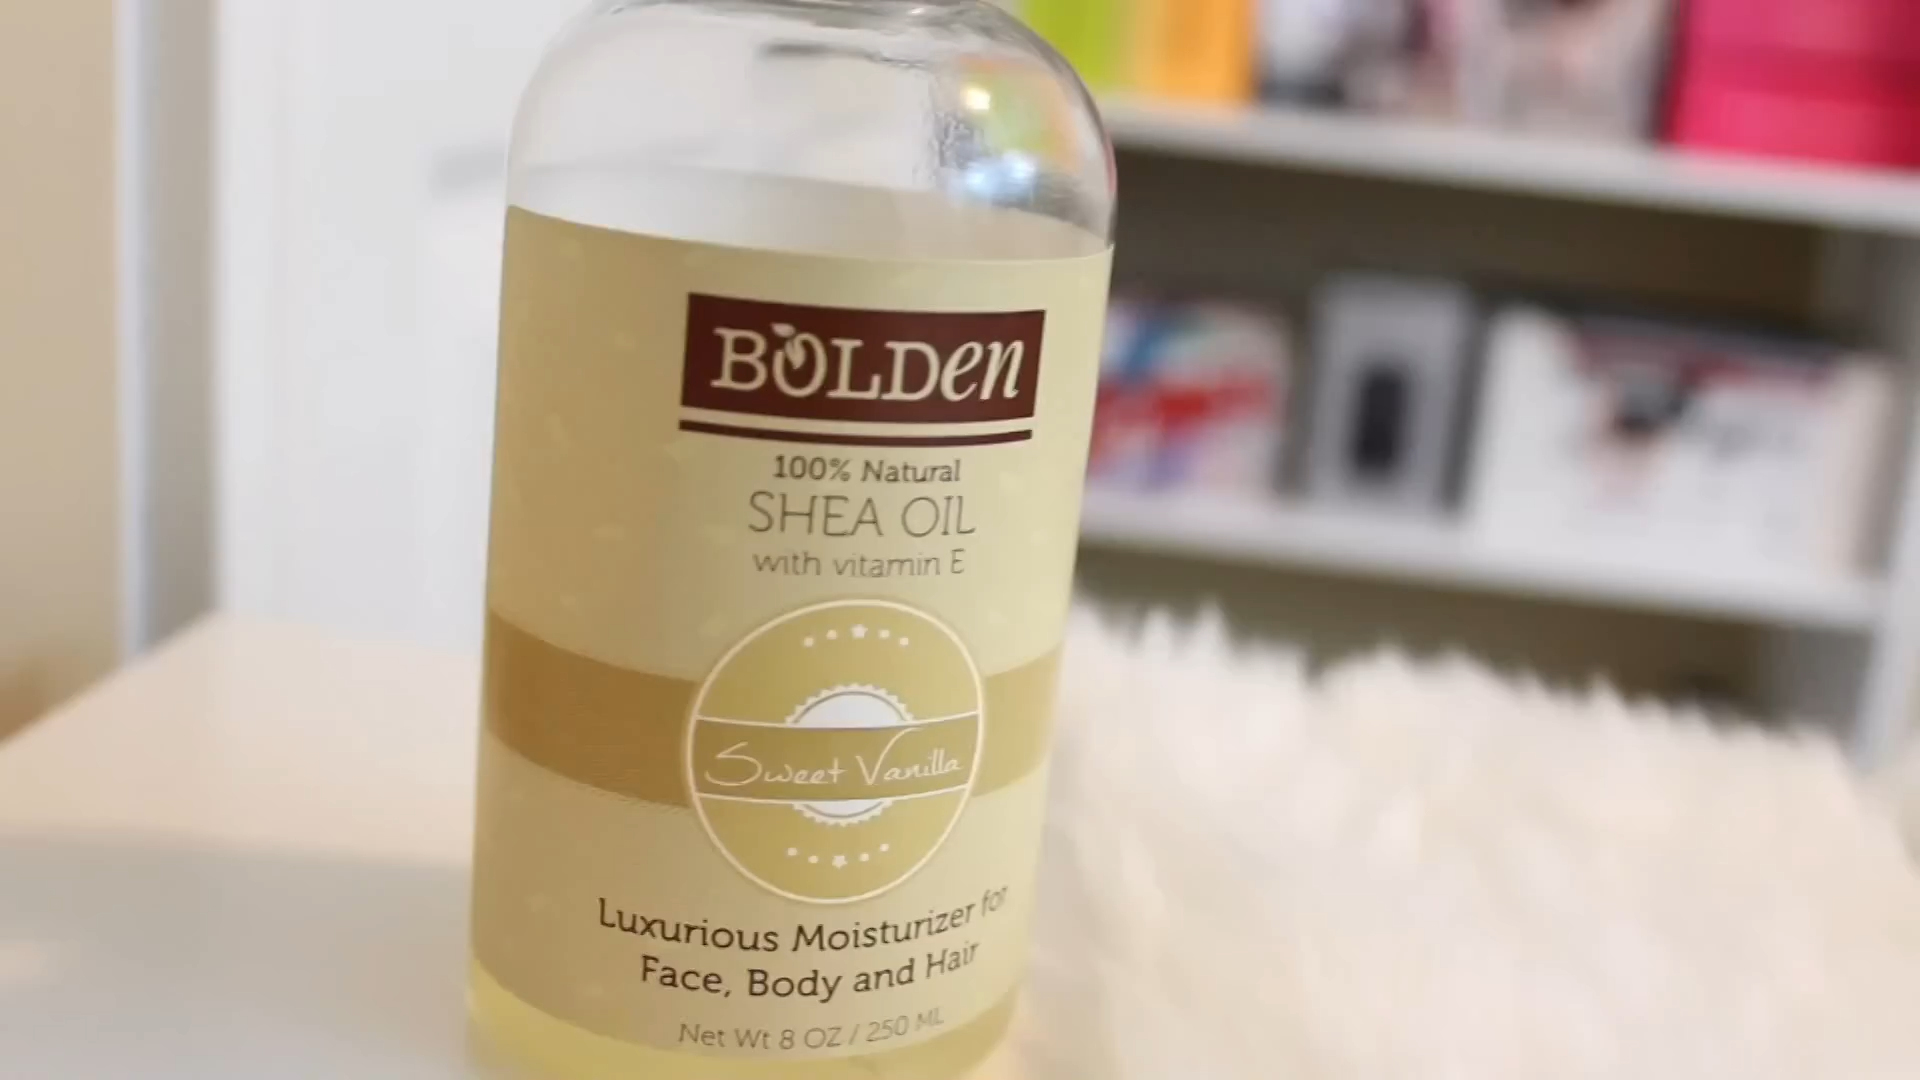 BOLDen
100% Natural
SHEA OIL
with vitamin E
Sweet Vanilla
Luxurious Moisturizer for
Face, Body and Hair
Net Wt 8 OZ / 250 ML